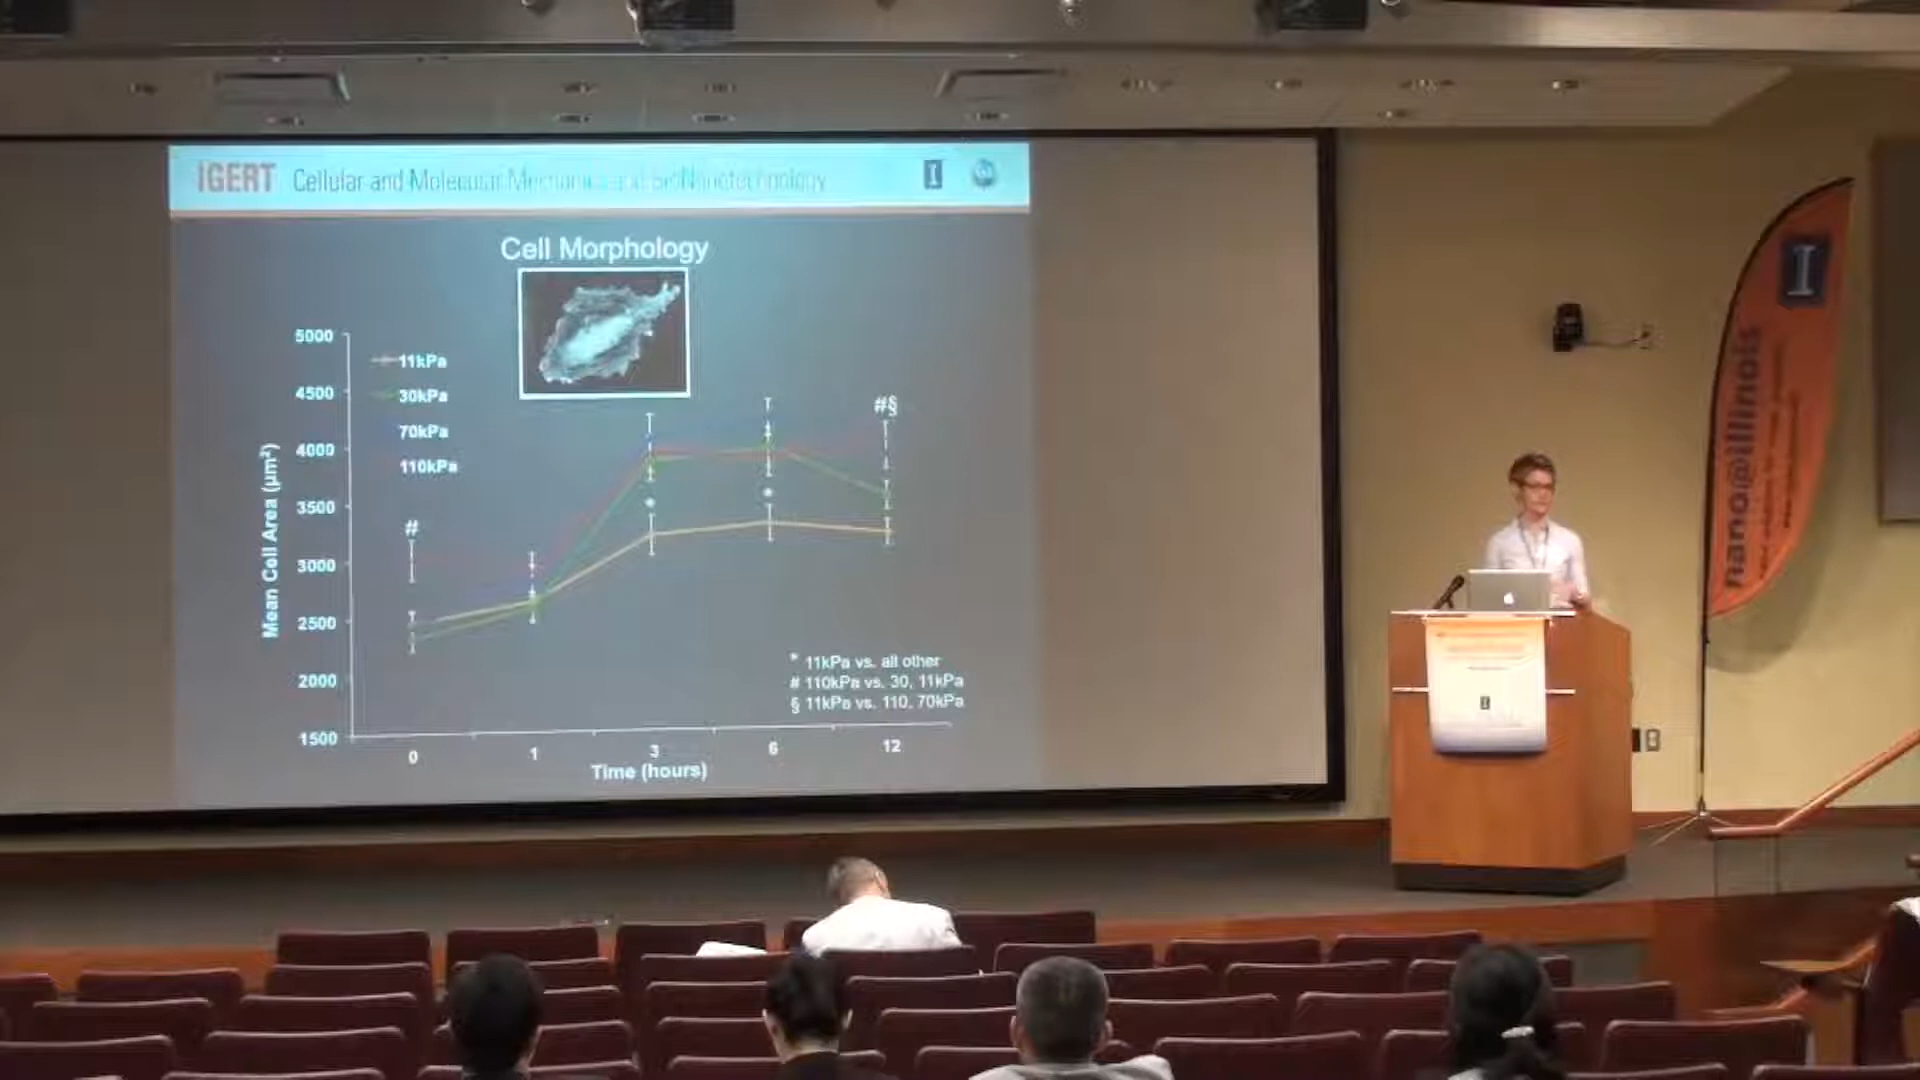 IGERT Cellular and Molecular Mechanics and BioNanotechnology
I
Cell Morphology
5000
4500
4000
3500
3000
2500
2000
1500
Mean Cell Area (μm²)
11kPa
30kPa
70kPa
110kPa
#
*
*
#§
* 11kPa vs. all other
# 110kPa vs. 30, 11kPa
§ 11kPa vs. 110, 70kPa
0 1 3 6 12
Time (hours)
I
nano@illinois
I